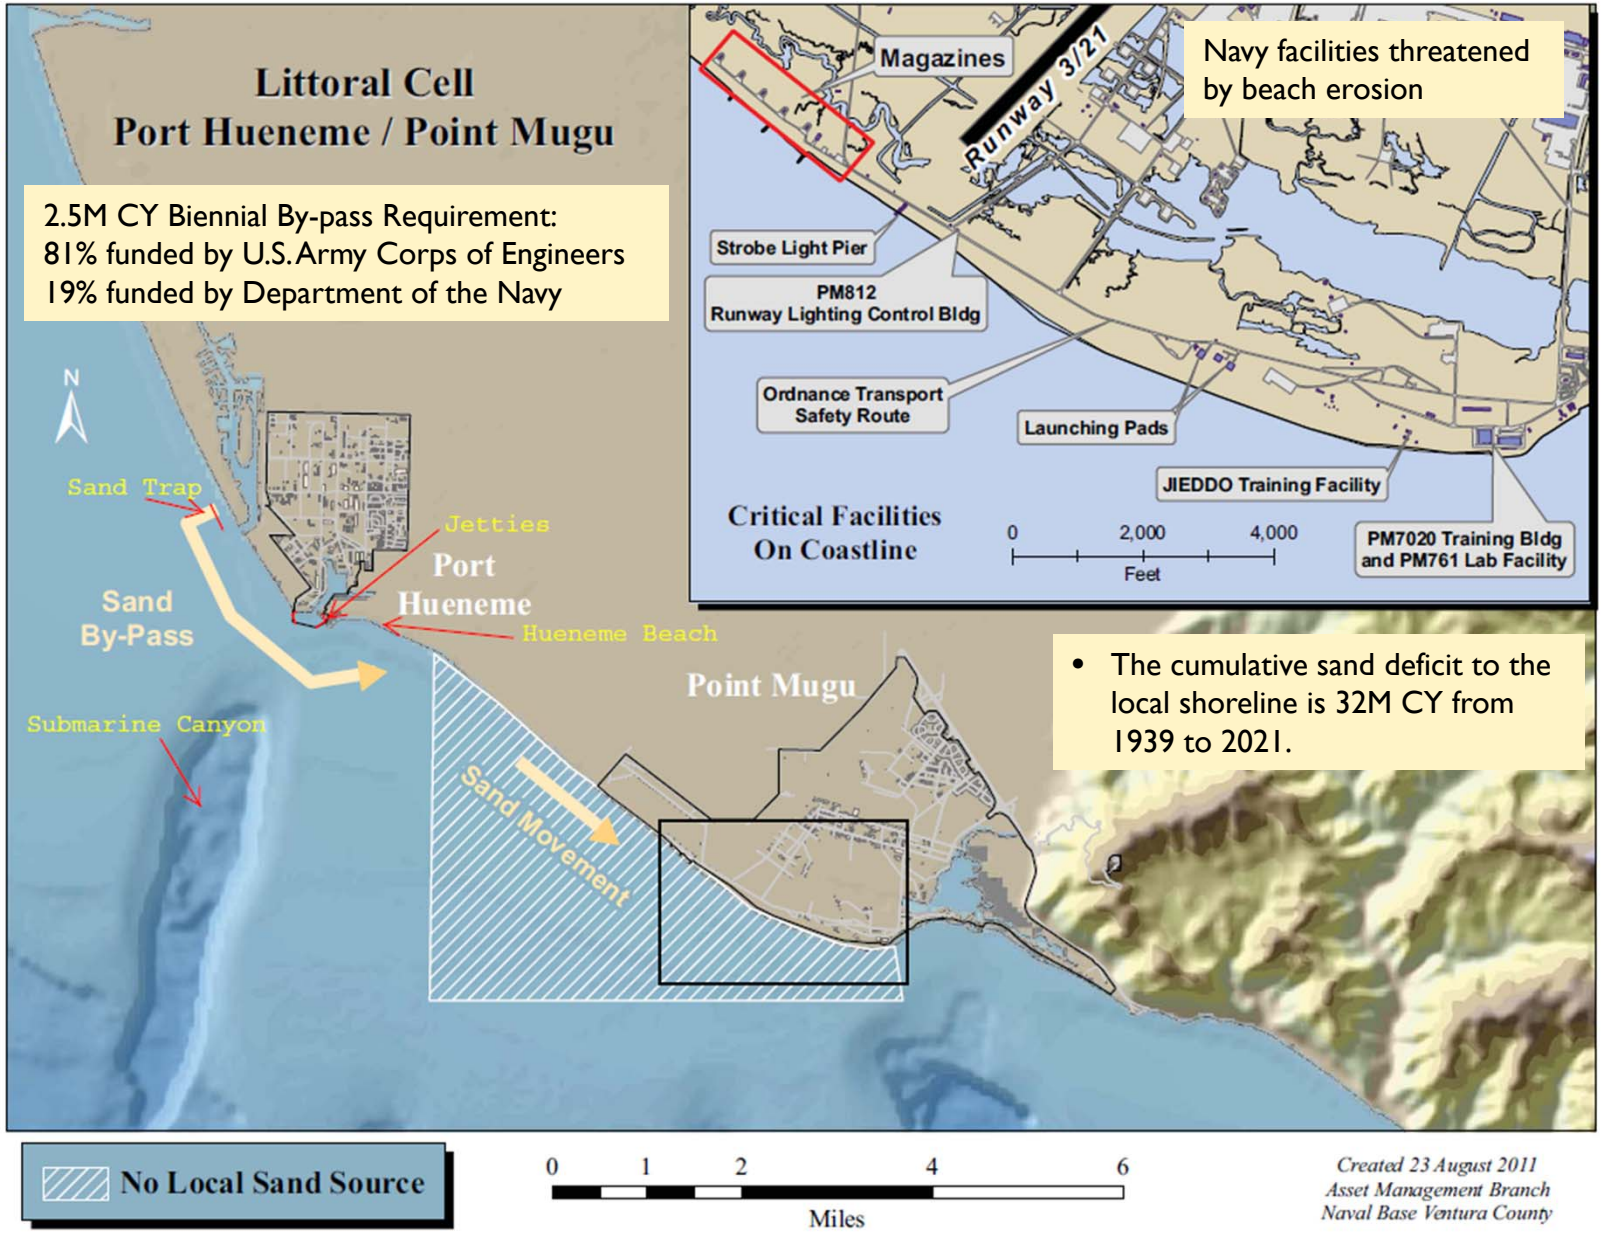 Littoral Cell
Port Hueneme / Point Mugu
2.5M CY Biennial By-pass Requirement:
81% funded by U.S. Army Corps of Engineers
19% funded by Department of the Navy
N
Sand Trap
Jetties
Port
Hueneme
Sand
By-Pass
Hueneme Beach
Submarine Canyon
Point Mugu
Sand Movement
Magazines
Runway 3/21
Navy facilities threatened
by beach erosion
Strobe Light Pier
PM812
Runway Lighting Control Bldg
Ordnance Transport
Safety Route
Launching Pads
JIEDDO Training Facility
PM7020 Training Bldg
and PM761 Lab Facility
Critical Facilities
On Coastline
0 2,000 4,000
Feet
• The cumulative sand deficit to the
local shoreline is 32M CY from
1939 to 2021.
No Local Sand Source
0 1 2 4 6
Miles
Created 23 August 2011
Asset Management Branch
Naval Base Ventura County